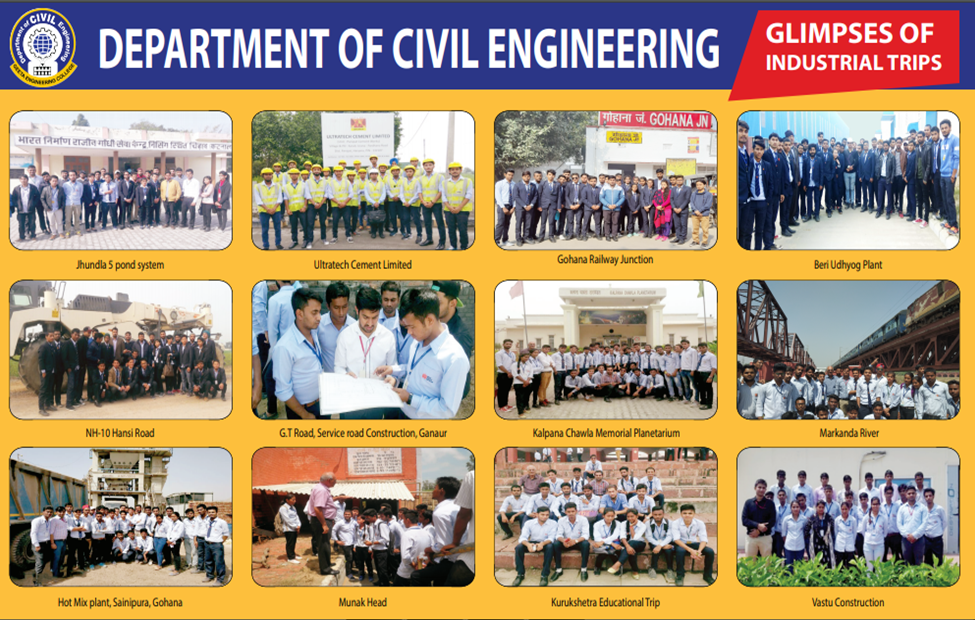 Department of CIVIL Engineering
GEETA ENGINEERING COLLEGE
DEPARTMENT OF CIVIL ENGINEERING
GLIMPSES OF
INDUSTRIAL TRIPS
भारत निर्माण राजीव गाँधी सेवा केन्द्र
ULTRATECH CEMENT LIMITED
गोहाना जं. GOHANA JN
Jhundla 5 pond system
Ultratech Cement Limited
Gohana Railway Junction
Beri Udhyog Plant
KALPANA CHAWLA PLANETARIUM
NH-10 Hansi Road
G.T Road, Service road Construction, Ganaur
Kalpana Chawla Memorial Planetarium
Markanda River
Hot Mix plant, Sainipura, Gohana
Munak Head
Kurukshetra Educational Trip
Vastu Construction